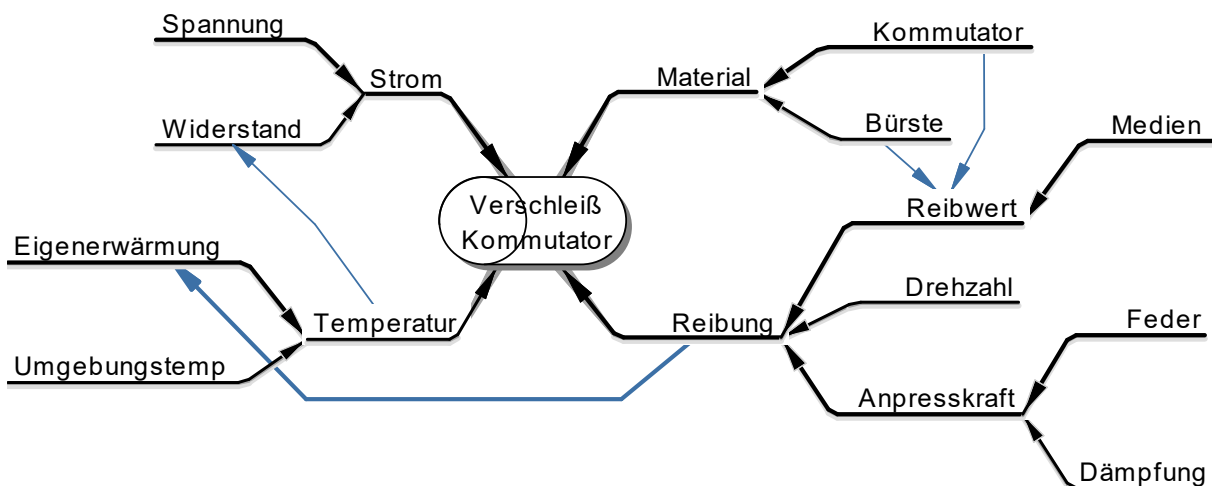 Spannung
Kommutator
Strom
Material
Widerstand
Bürste
Medien
Verschleiß
Kommutator
Reibwert
Eigenerwärmung
Drehzahl
Temperatur
Reibung
Feder
Umgebungstemp
Anpresskraft
Dämpfung